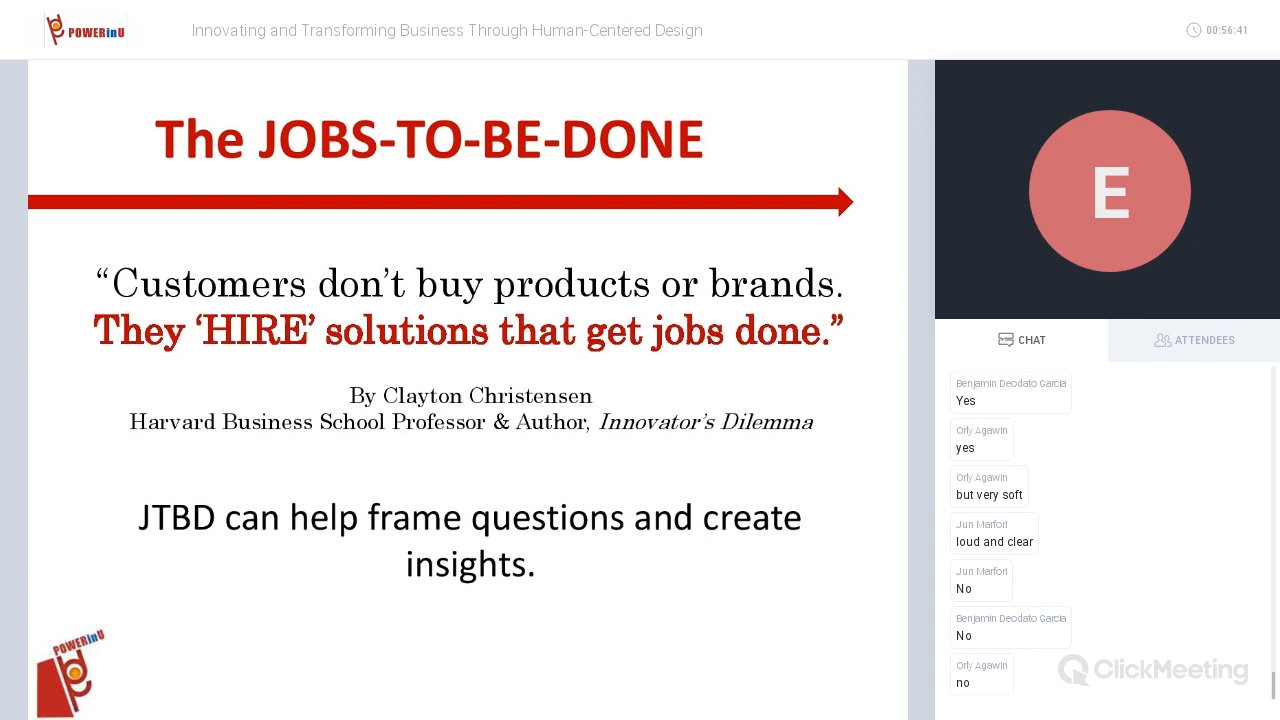 POWERinU
Innovating and Transforming Business Through Human-Centered Design
00:56:41
The JOBS-TO-BE-DONE
“Customers don’t buy products or brands.
They ‘HIRE’ solutions that get jobs done.”
By Clayton Christensen
Harvard Business School Professor & Author, Innovator’s Dilemma
JTBD can help frame questions and create
insights.
POWERinU
E
CHAT
ATTENDEES
Benjamin Deodato Garcia
Yes
Orly Agawin
yes
Orly Agawin
but very soft
Jun Marfori
loud and clear
Jun Marfori
No
Benjamin Deodato Garcia
No
Orly Agawin
no
ClickMeeting